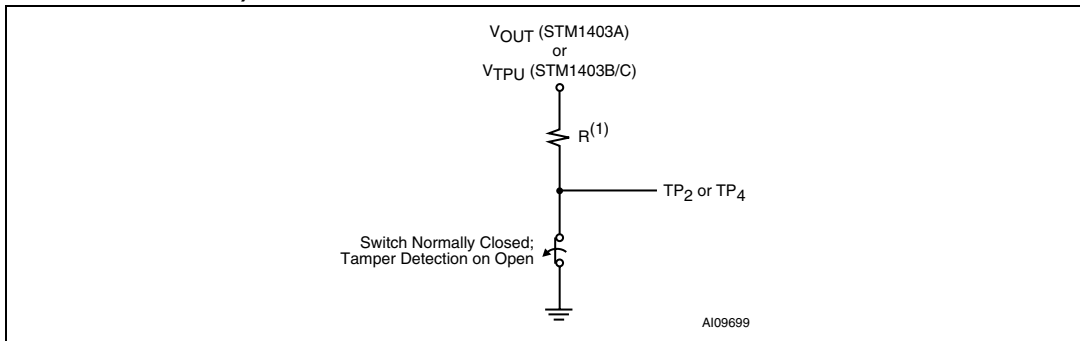 VOUT (STM1403A)
or
VTPU (STM1403B/C)
R(1)
TP2 or TP4
Switch Normally Closed;
Tamper Detection on Open
AI09699